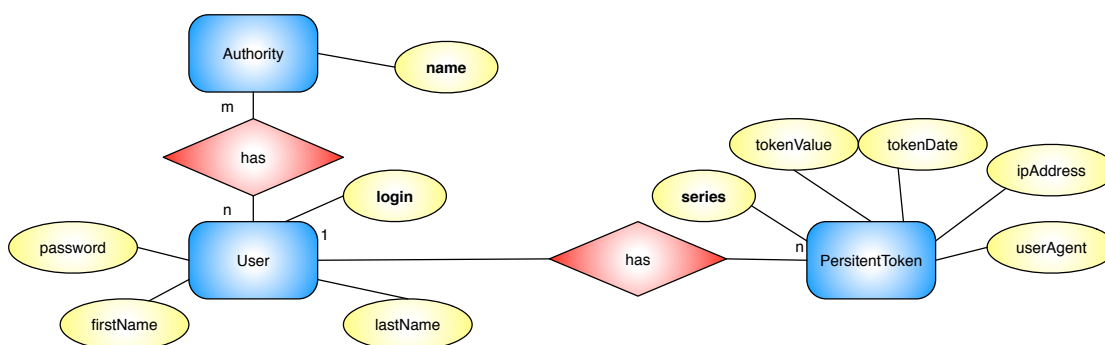 Authority
name
m
has
n
login
password
User
1
firstName
lastName
has
series
tokenValue
tokenDate
ipAddress
n
PersitentToken
userAgent